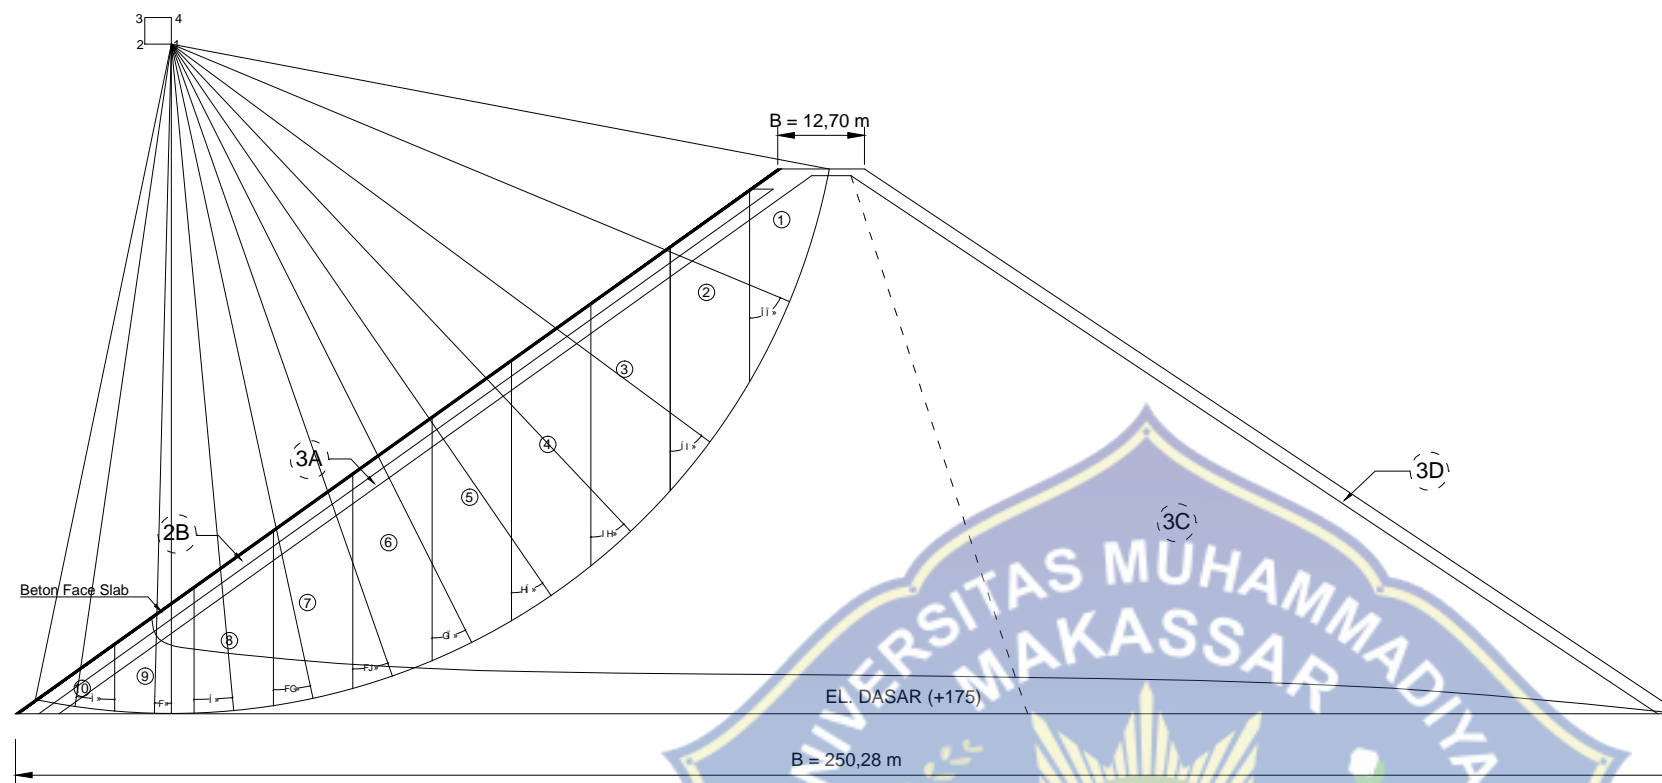 3 4
2 1
B = 12,70 m
1
2
3
4
3A
5
3D
2B
6
3C
Beton Face Slab
7
8
9
10
EL. DASAR (+175)
B = 250,28 m
UNIVERSITAS MUHAMMADIYA
MAKASSAR